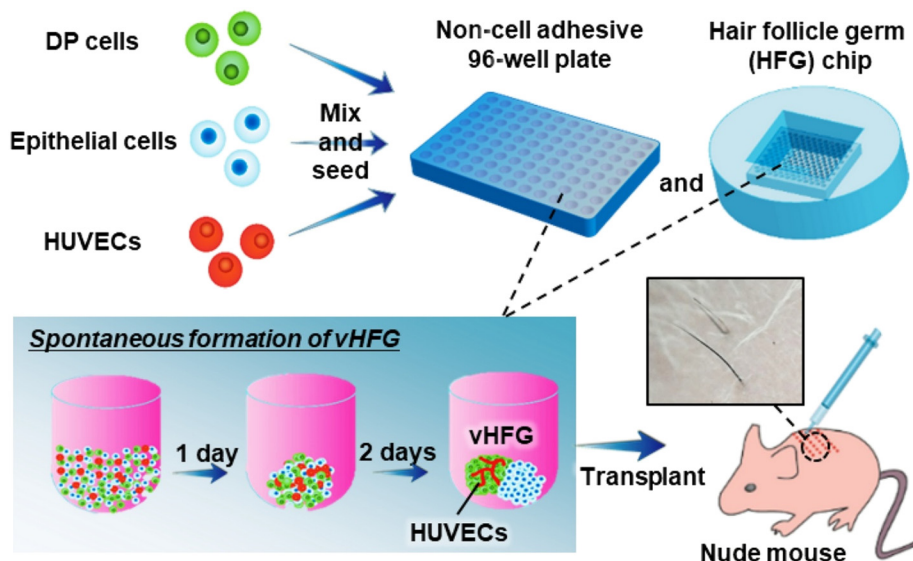 DP cells
Epithelial cells
HUVECs
Mix
and
seed
Non-cell adhesive
96-well plate
and
Hair follicle germ
(HFG) chip
Spontaneous formation of vHFG
1 day
2 days
vHFG
HUVECs
Transplant
Nude mouse